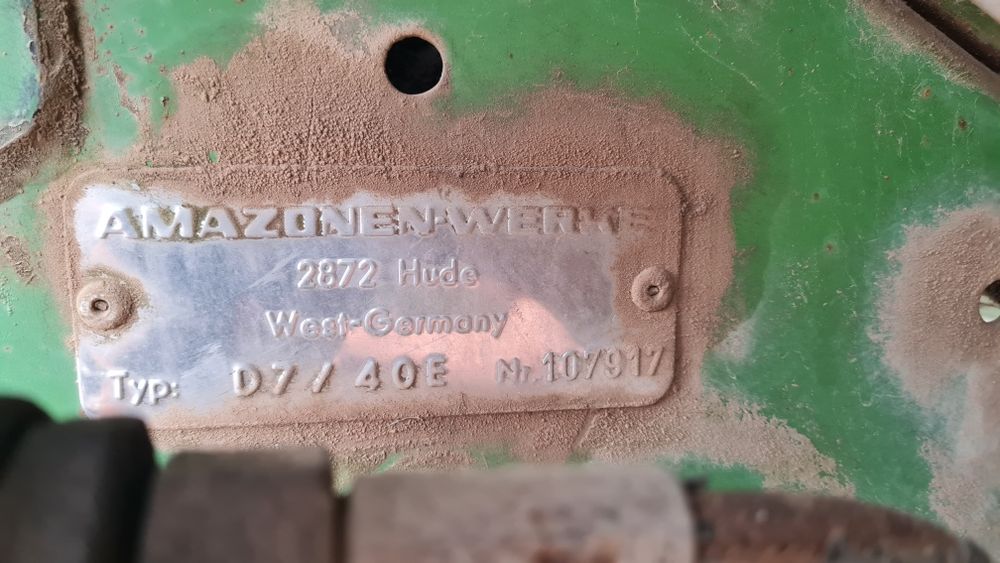 AMAZONEN-WERKE
2872 Hude
West-Germany
Typ: D7/40E Nr. 107917